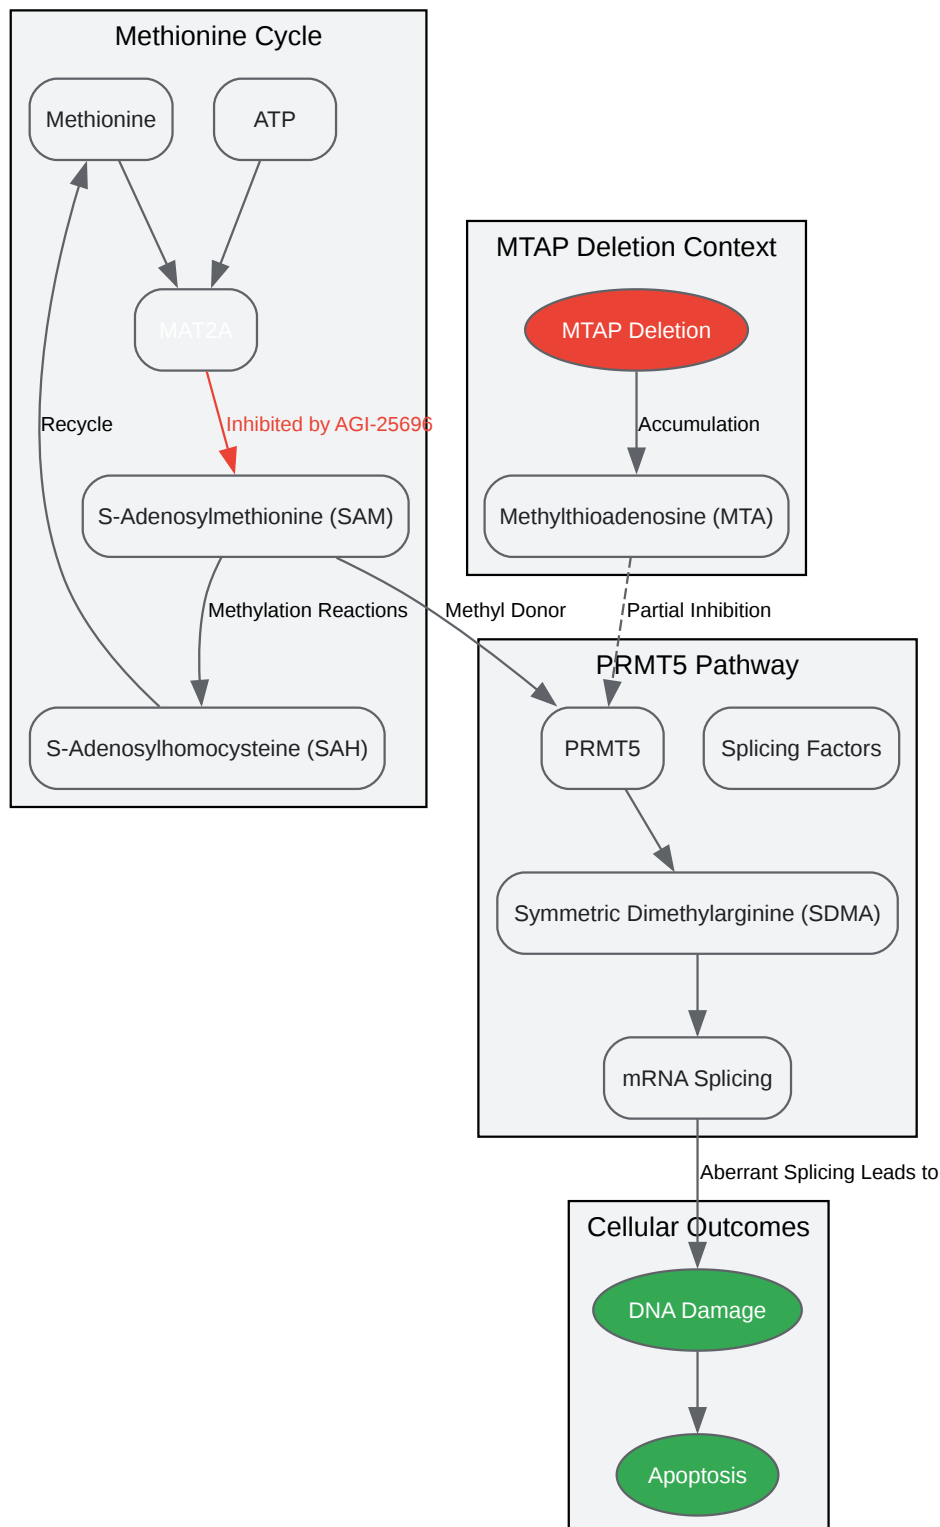 Methionine Cycle
Methionine
ATP
MTAP Deletion Context
MAT2A
MTAP Deletion
Recycle
Inhibited by AGI-25696
Accumulation
S-Adenosylmethionine (SAM)
Methylthioadenosine (MTA)
Methylation Reactions
Methyl Donor
Partial Inhibition
PRMT5 Pathway
S-Adenosylhomocysteine (SAH)
PRMT5
Splicing Factors
Symmetric Dimethylarginine (SDMA)
mRNA Splicing
Aberrant Splicing Leads to
Cellular Outcomes
DNA Damage
Apoptosis